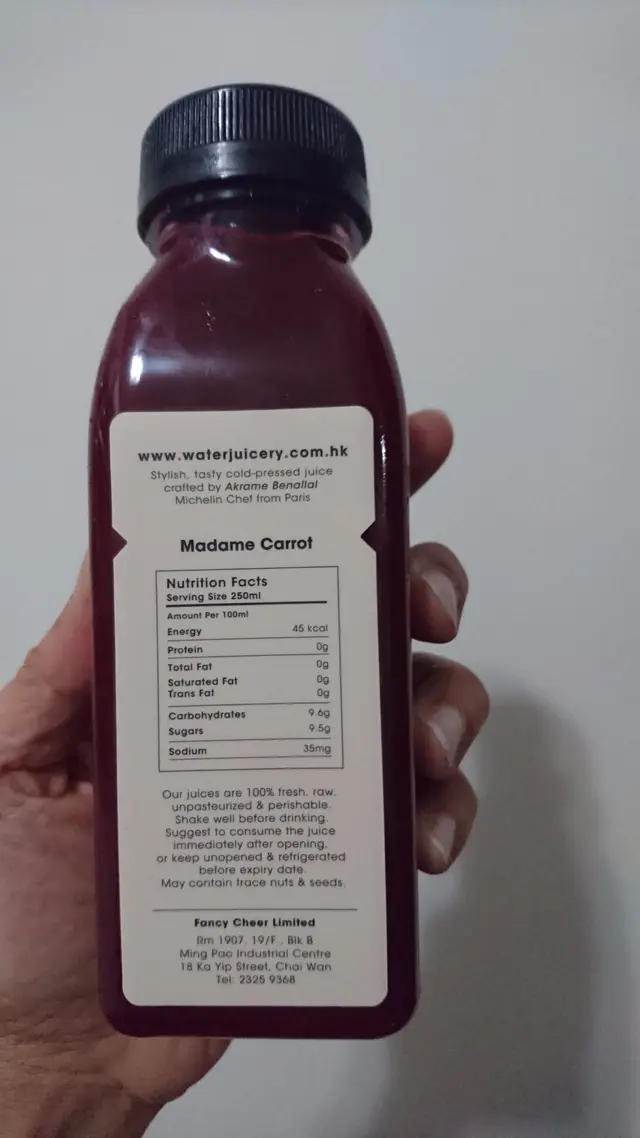 www.waterjuicery.com.hk
Stylish, tasty cold-pressed juice
crafted by Akrame Benallal
Michelin Chef from Paris
Madame Carrot
Nutrition Facts
Serving Size 250ml
Amount Per 100ml
Energy 45 kcal
Protein 0g
Total Fat 0g
Saturated Fat 0g
Trans Fat 0g
Carbohydrates 9.6g
Sugars 9.5g
Sodium 35mg
Our juices are 100% fresh, raw,
unpasteurized & perishable.
Shake well before drinking.
Suggest to consume the juice
immediately after opening,
or keep unopened & refrigerated
before expiry date.
May contain trace nuts & seeds.
Fancy Cheer Limited
Rm 1907, 19/F., Blk B
Ming Pao Industrial Centre
18 Ka Yip Street, Chai Wan
Tel: 2325 9368